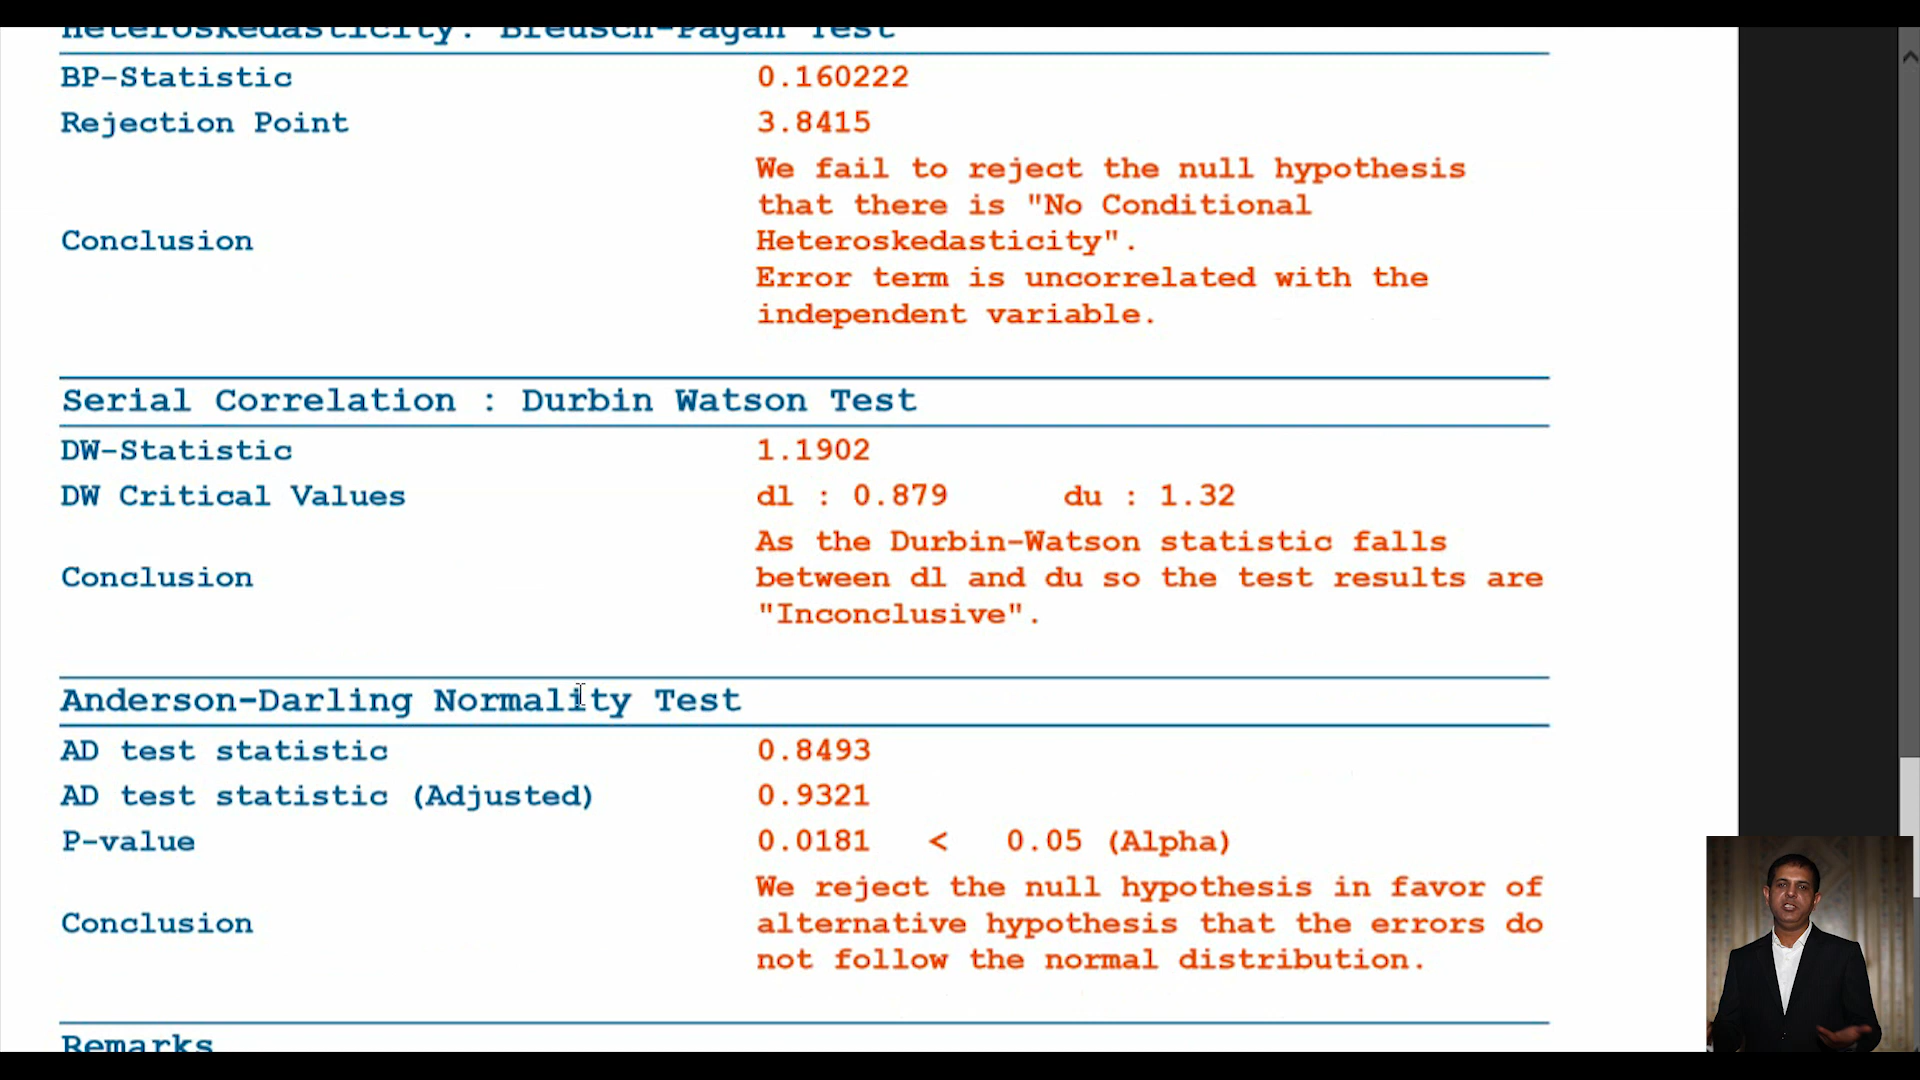 Heteroskedasticity: Breusch-Pagan Test
BP-Statistic 0.160222
Rejection Point 3.8415
We fail to reject the null hypothesis
that there is "No Conditional
Conclusion Heteroskedasticity".
Error term is uncorrelated with the
independent variable.
Serial Correlation : Durbin Watson Test
DW-Statistic 1.1902
DW Critical Values dl : 0.879 du : 1.32
As the Durbin-Watson statistic falls
Conclusion between dl and du so the test results are
"Inconclusive".
Anderson-Darling Normality Test
AD test statistic 0.8493
AD test statistic (Adjusted) 0.9321
P-value 0.0181 < 0.05 (Alpha)
We reject the null hypothesis in favor of
Conclusion alternative hypothesis that the errors do
not follow the normal distribution.
Remarks